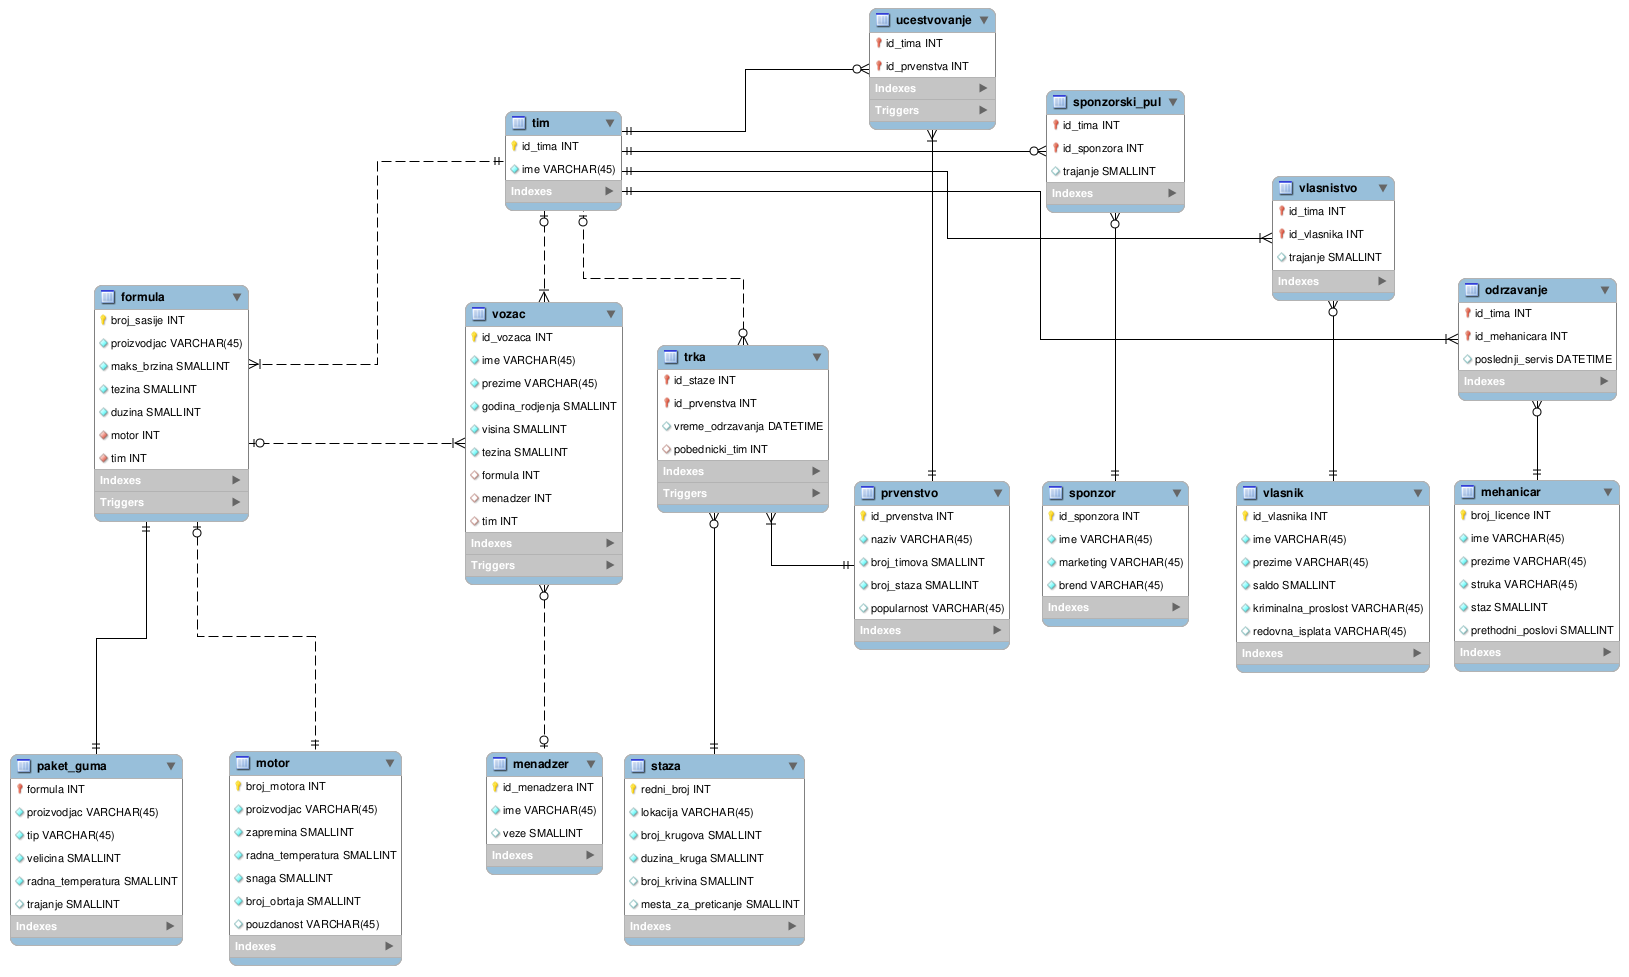 ucestvovanje
id_tima INT
id_prvenstva INT
Indexes
Triggers
sponzorski_pul
id_tima INT
id_sponzora INT
trajanje SMALLINT
Indexes
tim
id_tima INT
ime VARCHAR(45)
Indexes
vlasnistvo
id_tima INT
id_vlasnika INT
trajanje SMALLINT
Indexes
odrzavanje
id_tima INT
id_mehanicara INT
poslednji_servis DATETIME
Indexes
formula
broj_sasije INT
proizvodjac VARCHAR(45)
maks_brzina SMALLINT
tezina SMALLINT
duzina SMALLINT
motor INT
tim INT
Indexes
Triggers
vozac
id_vozaca INT
ime VARCHAR(45)
prezime VARCHAR(45)
godina_rodjenja SMALLINT
visina SMALLINT
tezina SMALLINT
formula INT
menadzer INT
tim INT
Indexes
Triggers
trka
id_staze INT
id_prvenstva INT
vreme_odrzavanja DATETIME
pobednicki_tim INT
Indexes
Triggers
prvenstvo
id_prvenstva INT
naziv VARCHAR(45)
broj_timova SMALLINT
broj_staza SMALLINT
popularnost VARCHAR(45)
Indexes
sponzor
id_sponzora INT
ime VARCHAR(45)
marketing VARCHAR(45)
brend VARCHAR(45)
Indexes
vlasnik
id_vlasnika INT
ime VARCHAR(45)
prezime VARCHAR(45)
saldo SMALLINT
kriminalna_proslost VARCHAR(45)
redovna_isplata VARCHAR(45)
Indexes
mehanicar
broj_licence INT
ime VARCHAR(45)
prezime VARCHAR(45)
struka VARCHAR(45)
staz SMALLINT
prethodni_poslovi SMALLINT
Indexes
paket_guma
formula INT
proizvodjac VARCHAR(45)
tip VARCHAR(45)
velicina SMALLINT
radna_temperatura SMALLINT
trajanje SMALLINT
Indexes
motor
broj_motora INT
proizvodjac VARCHAR(45)
zapremina SMALLINT
radna_temperatura SMALLINT
snaga SMALLINT
broj_obrtaja SMALLINT
pouzdanost VARCHAR(45)
Indexes
menadzer
id_menadzera INT
ime VARCHAR(45)
veze SMALLINT
Indexes
staza
redni_broj INT
lokacija VARCHAR(45)
broj_krugova SMALLINT
duzina_kruga SMALLINT
broj_krivina SMALLINT
mesta_za_preticanje SMALLINT
Indexes